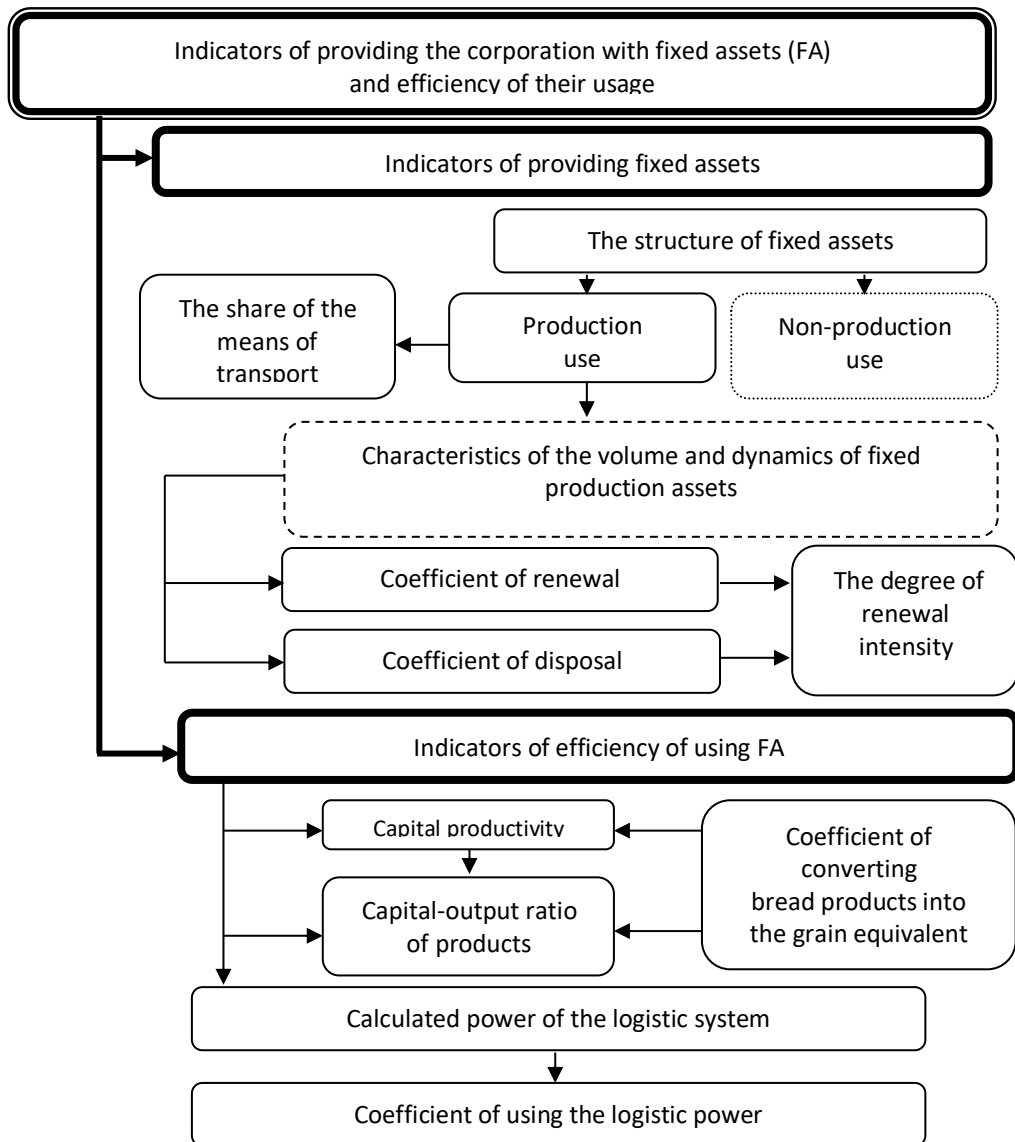 Indicators of providing the corporation with fixed assets (FA)
and efficiency of their usage
Indicators of providing fixed assets
The structure of fixed assets
The share of the
means of
transport
Production
use
Non-production
use
Characteristics of the volume and dynamics of fixed
production assets
Coefficient of renewal
The degree of
renewal
intensity
Coefficient of disposal
Indicators of efficiency of using FA
Capital productivity
Capital-output ratio
of products
Coefficient of
converting
bread products into
the grain equivalent
Calculated power of the logistic system
Coefficient of using the logistic power